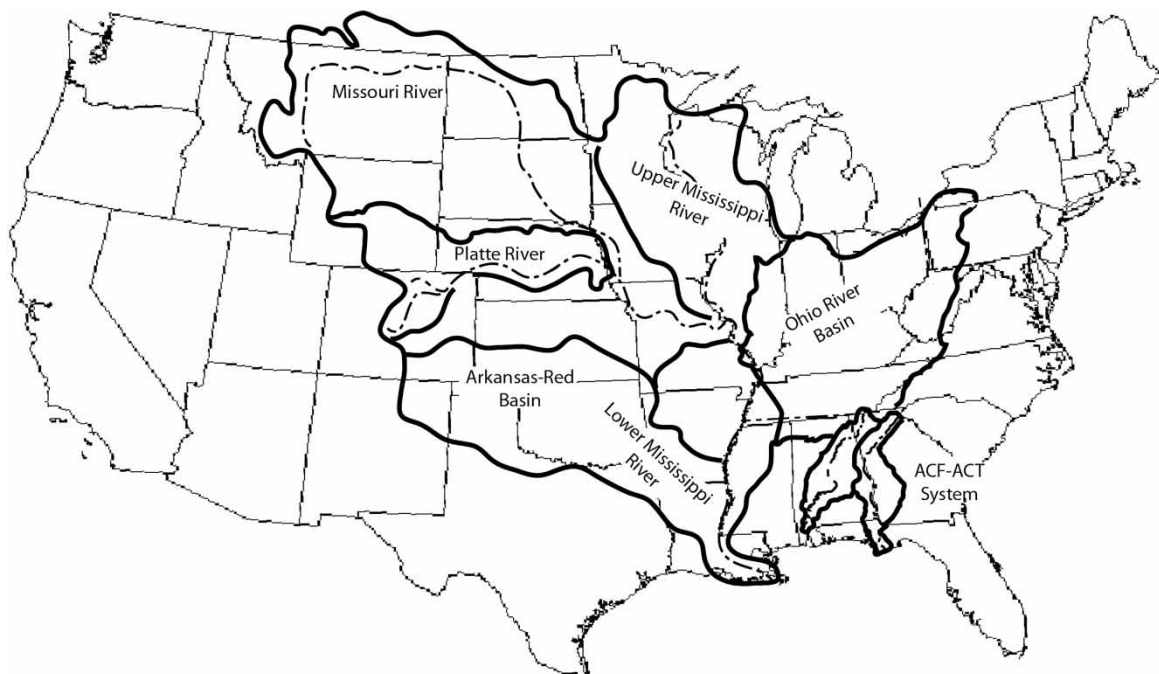 Missouri River
Upper Mississippi
River
Platte River
Ohio River
Basin
Arkansas-Red
Basin
Lower Mississippi
River
ACF-ACT
System